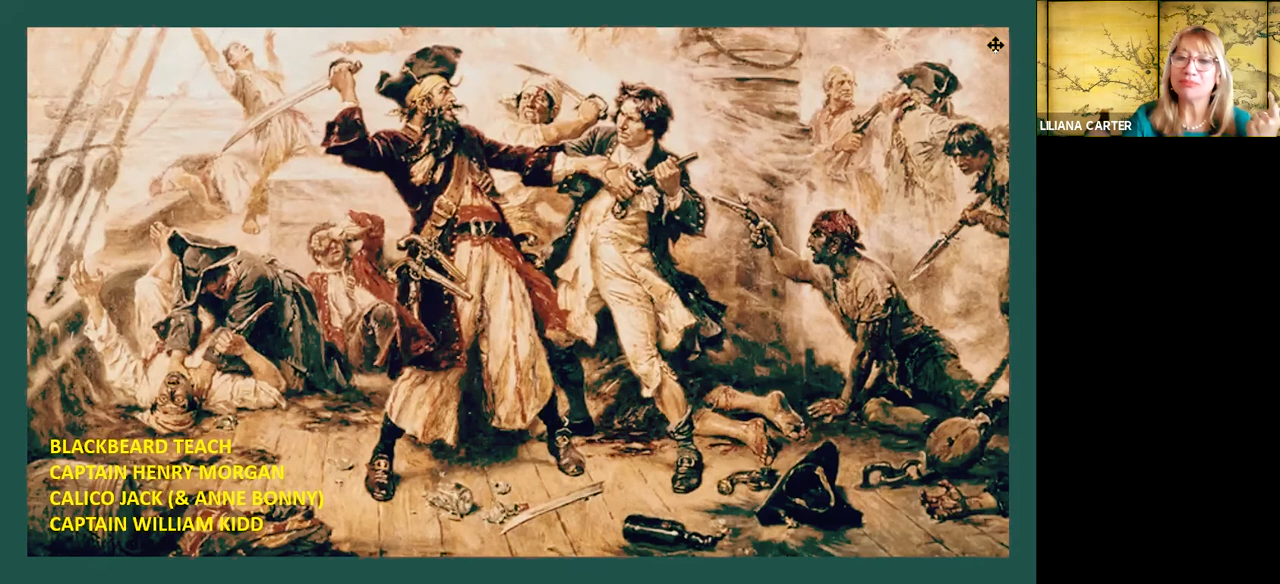 BLACKBEARD TEACH
CAPTAIN HENRY MORGAN
CALICO JACK (& ANNE BONNY)
CAPTAIN WILLIAM KIDD
LILIANA CARTER